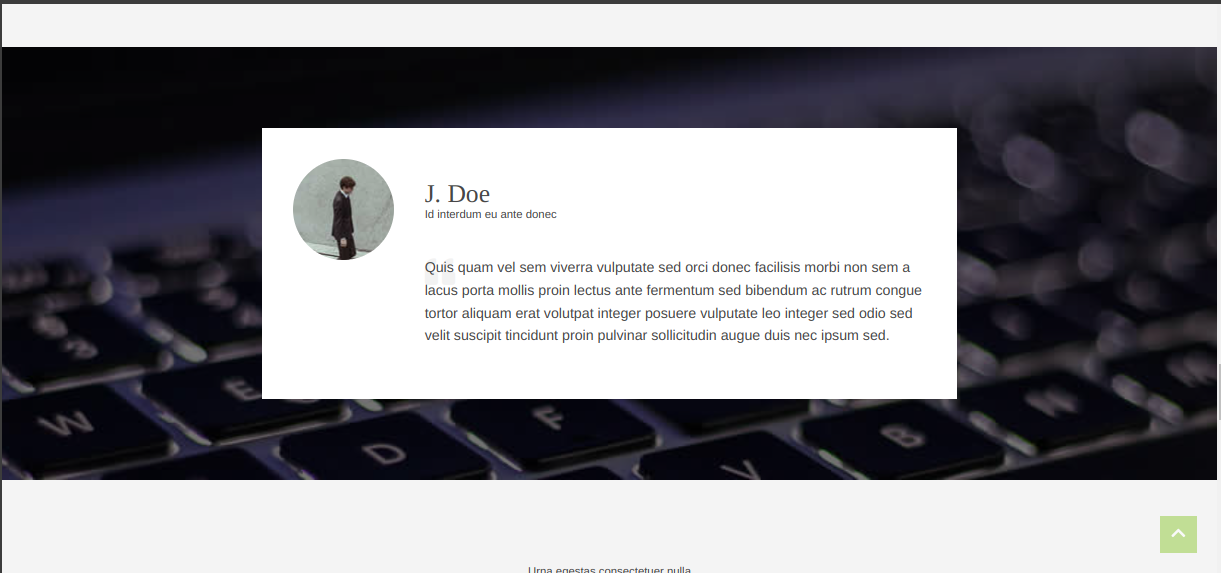 J. Doe
Id interdum eu ante donec
Quis quam vel sem viverra vulputate sed orci donec facilisis morbi non sem a
lacus porta mollis proin lectus ante fermentum sed bibendum ac rutrum congue
tortor aliquam erat volutpat integer posuere vulputate leo integer sed odio sed
velit suscipit tincidunt proin pulvinar sollicitudin augue duis nec ipsum sed.
W
E
F
N
D
B
V
Urna egestas consectetuer nulla